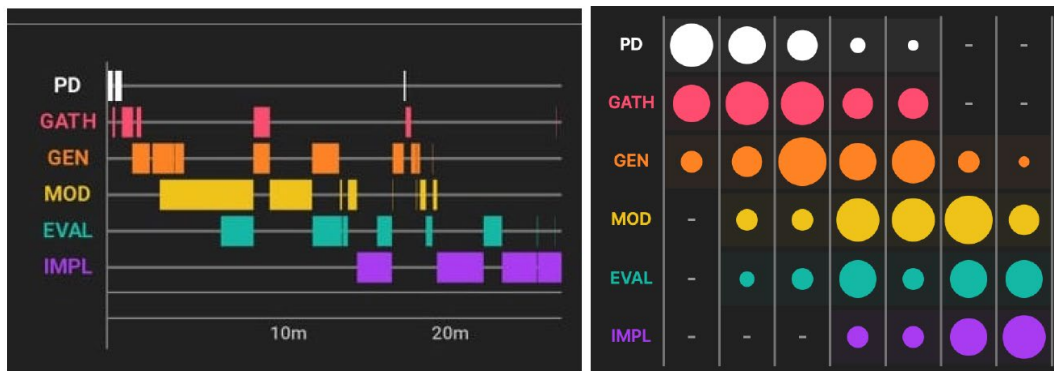 PD
GATH
GEN
MOD
EVAL
IMPL
10m 20m
PD - -
GATH - -
GEN
MOD -
EVAL -
IMPL - - -